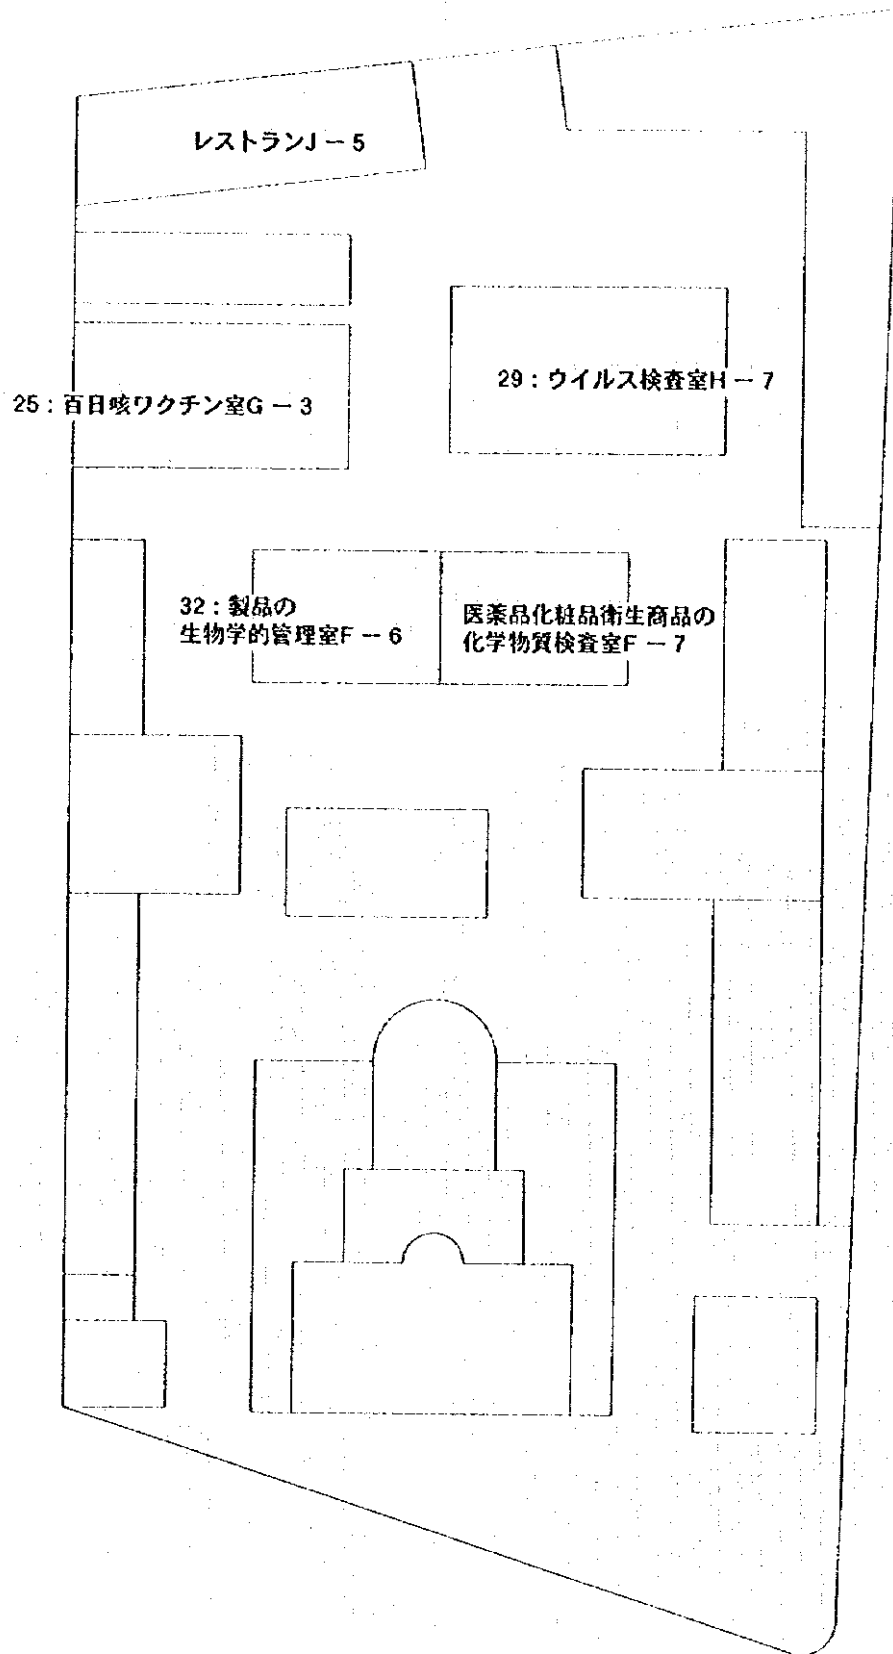 レストランJ－5
29：ウイルス検査室H－7
25：百日咳ワクチン室G－3
32：製品の
生物学的管理室F－6
医薬品化粧品衛生商品の
化学物質検査室F－7